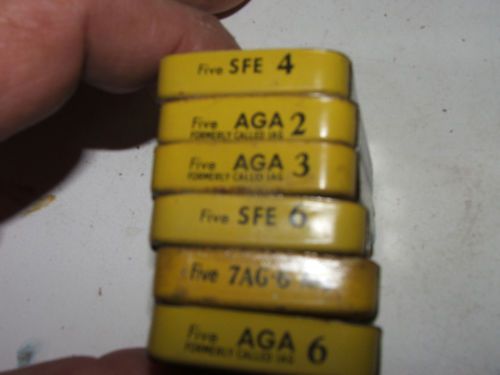 Five SFE 4
Five AGA 2
FORMERLY CALLED 1AG
Five AGA 3
FORMERLY CALLED 1AG
Five SFE 6
Five 7AG 6
Five AGA 6
FORMERLY CALLED 1AG